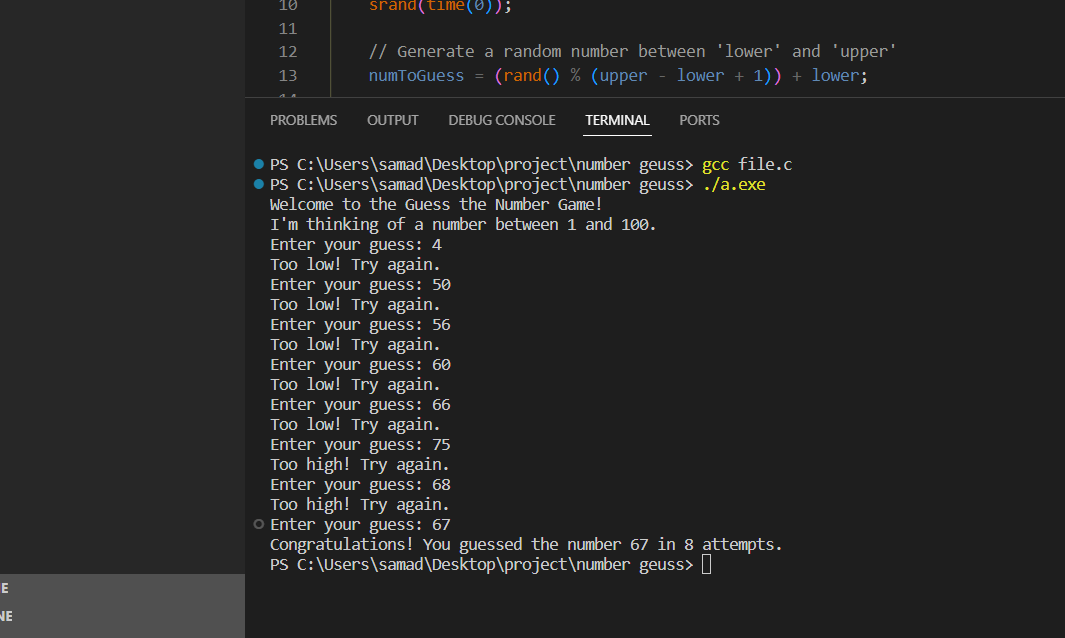 10 srand(time(0));
11
12 // Generate a random number between 'lower' and 'upper'
13 numToGuess = (rand() % (upper - lower + 1)) + lower;
PROBLEMS OUTPUT DEBUG CONSOLE TERMINAL PORTS
PS C:\Users\samad\Desktop\project\number geuss> gcc file.c
PS C:\Users\samad\Desktop\project\number geuss> ./a.exe
Welcome to the Guess the Number Game!
I'm thinking of a number between 1 and 100.
Enter your guess: 4
Too low! Try again.
Enter your guess: 50
Too low! Try again.
Enter your guess: 56
Too low! Try again.
Enter your guess: 60
Too low! Try again.
Enter your guess: 66
Too low! Try again.
Enter your guess: 75
Too high! Try again.
Enter your guess: 68
Too high! Try again.
Enter your guess: 67
Congratulations! You guessed the number 67 in 8 attempts.
PS C:\Users\samad\Desktop\project\number geuss>